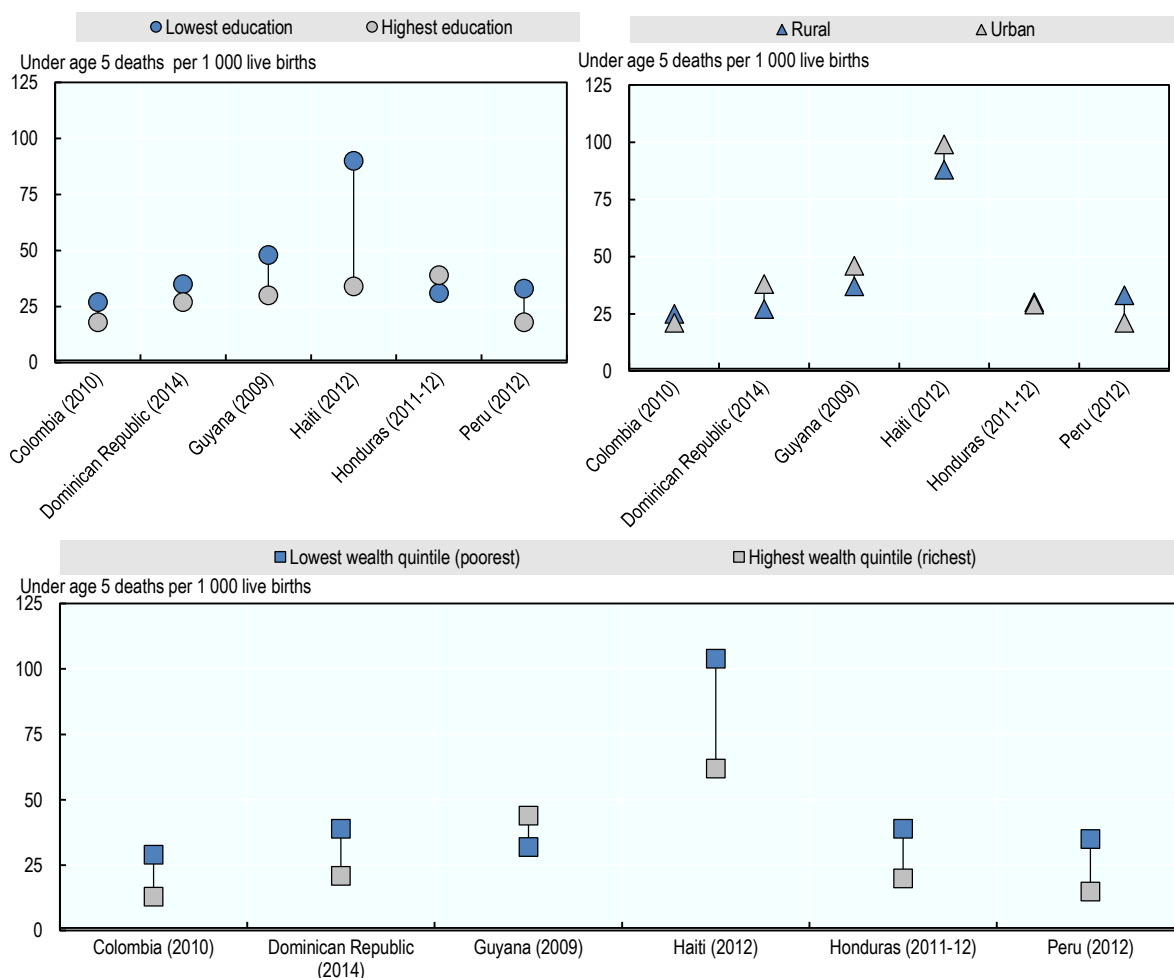 Lowest education Highest education
Under age 5 deaths per 1 000 live births
125
100
75
50
25
0
Colombia (2010)
Dominican Republic (2014)
Guyana (2009)
Haiti (2012)
Honduras (2011-12)
Peru (2012)
Rural Urban
Under age 5 deaths per 1 000 live births
125
100
75
50
25
0
Colombia (2010)
Dominican Republic (2014)
Guyana (2009)
Haiti (2012)
Honduras (2011-12)
Peru (2012)
Lowest wealth quintile (poorest) Highest wealth quintile (richest)
Under age 5 deaths per 1 000 live births
125
100
75
50
25
0
Colombia (2010)
Dominican Republic
(2014)
Guyana (2009)
Haiti (2012)
Honduras (2011-12)
Peru (2012)